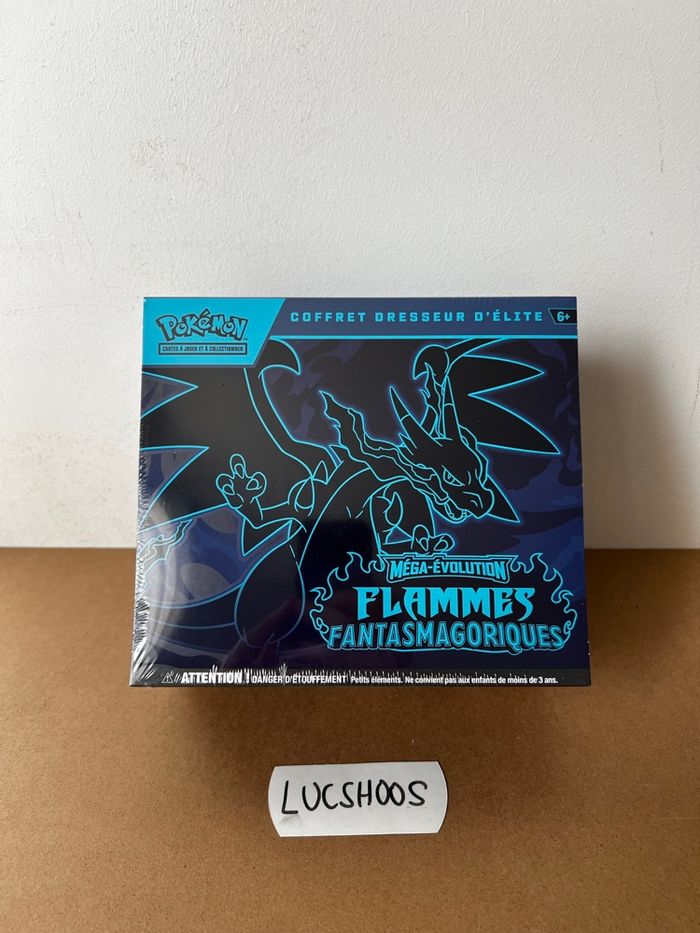 POKÉMON
CARTES À JOUER ET À COLLECTIONNER
COFFRET DRESSEUR D'ÉLITE
6+
MÉGA-ÉVOLUTION
FLAMMES
FANTASMAGORIQUES
ATTENTION ! DANGER D'ÉTOUFFEMENT Petits éléments. Ne convient pas aux enfants de moins de 3 ans.
LUCSHOOS